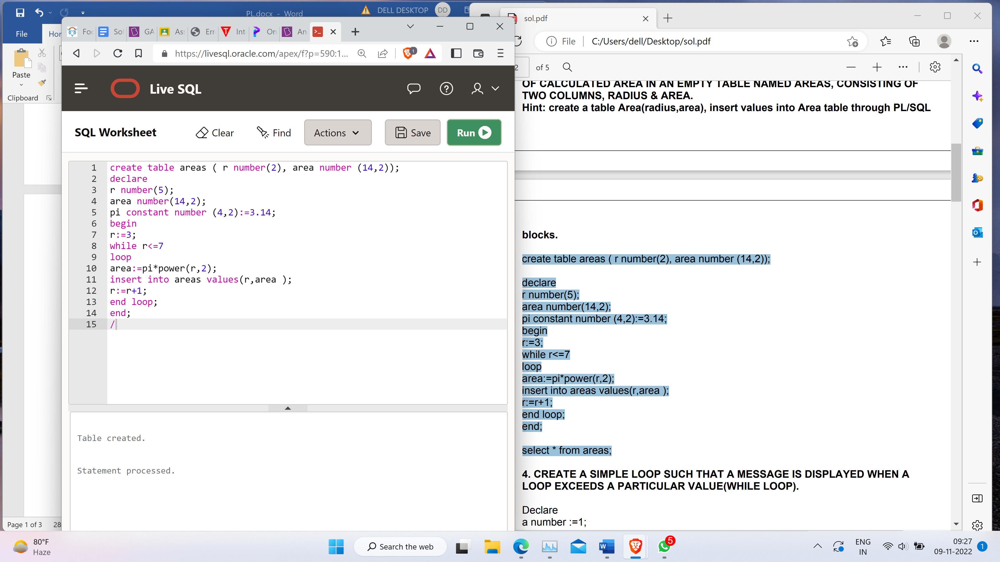 PL.docx - Word
DELL DESKTOP
DD
File
Paste
Clipboard
Page 1 of 3
GA
https://livesql.oracle.com/apex/f?p=590:1...
1
Live SQL
SQL Worksheet
Clear
Find
Actions
Save
Run
1 create table areas ( r number(2), area number (14,2));
2 declare
3 r number(5);
4 area number(14,2);
5 pi constant number (4,2):=3.14;
6 begin
7 r:=3;
8 while r<=7
9 loop
10 area:=pi*power(r,2);
11 insert into areas values(r,area );
12 r:=r+1;
13 end loop;
14 end;
15 /
Table created.
Statement processed.
sol.pdf
File
C:/Users/dell/Desktop/sol.pdf
2 of 5
OF CALCULATED AREA IN AN EMPTY TABLE NAMED AREAS, CONSISTING OF
TWO COLUMNS, RADIUS & AREA.
Hint: create a table Area(radius,area), insert values into Area table through PL/SQL
blocks.
create table areas ( r number(2), area number (14,2));
declare
r number(5);
area number(14,2);
pi constant number (4,2):=3.14;
begin
r:=3;
while r<=7
loop
area:=pi*power(r,2);
insert into areas values(r,area );
r:=r+1;
end loop;
end;
select * from areas;
4. CREATE A SIMPLE LOOP SUCH THAT A MESSAGE IS DISPLAYED WHEN A
LOOP EXCEEDS A PARTICULAR VALUE(WHILE LOOP).
Declare
a number :=1;
80°F
Haze
Search the web
5
ENG
IN
09:27
09-11-2022
1